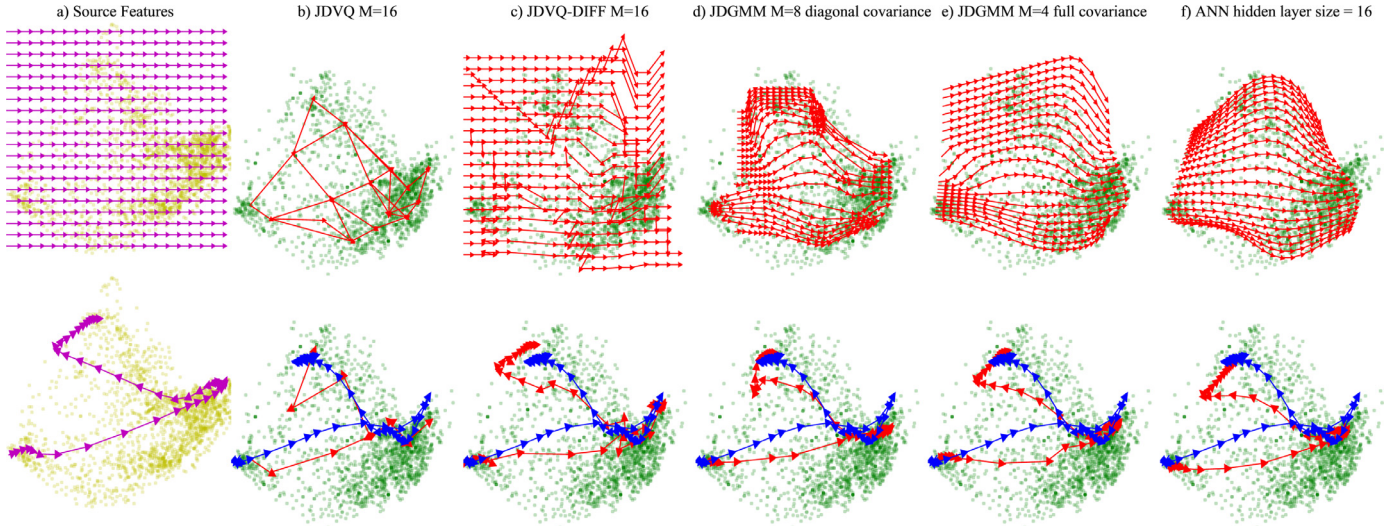 a) Source Features
b) JDVQ M=16
c) JDVQ-DIFF M=16
d) JDGMM M=8 diagonal covariance
e) JDGMM M=4 full covariance
f) ANN hidden layer size = 16